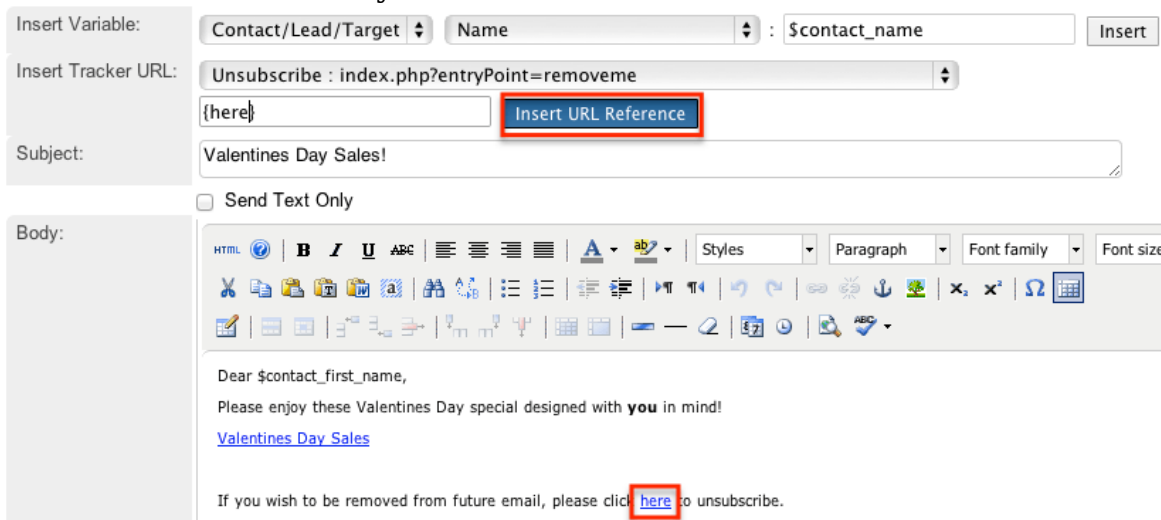 Insert Variable: Contact/Lead/Target Name : $contact_name Insert
Insert Tracker URL: Unsubscribe : index.php?entryPoint=removeme
{here} Insert URL Reference
Subject: Valentines Day Sales!
Send Text Only
Body:
HTML B I U ABC A ab Styles Paragraph Font family Font size
Dear $contact_first_name,
Please enjoy these Valentines Day special designed with you in mind!
Valentines Day Sales
If you wish to be removed from future email, please click here to unsubscribe.